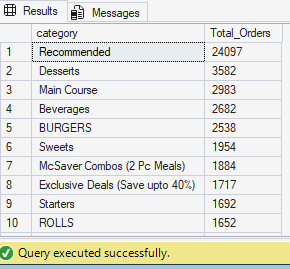 Results Messages
category Total_Orders
1 Recommended 24097
2 Desserts 3582
3 Main Course 2983
4 Beverages 2682
5 BURGERS 2538
6 Sweets 1954
7 McSaver Combos (2 Pc Meals) 1884
8 Exclusive Deals (Save upto 40%) 1717
9 Starters 1692
10 ROLLS 1652
Query executed successfully.